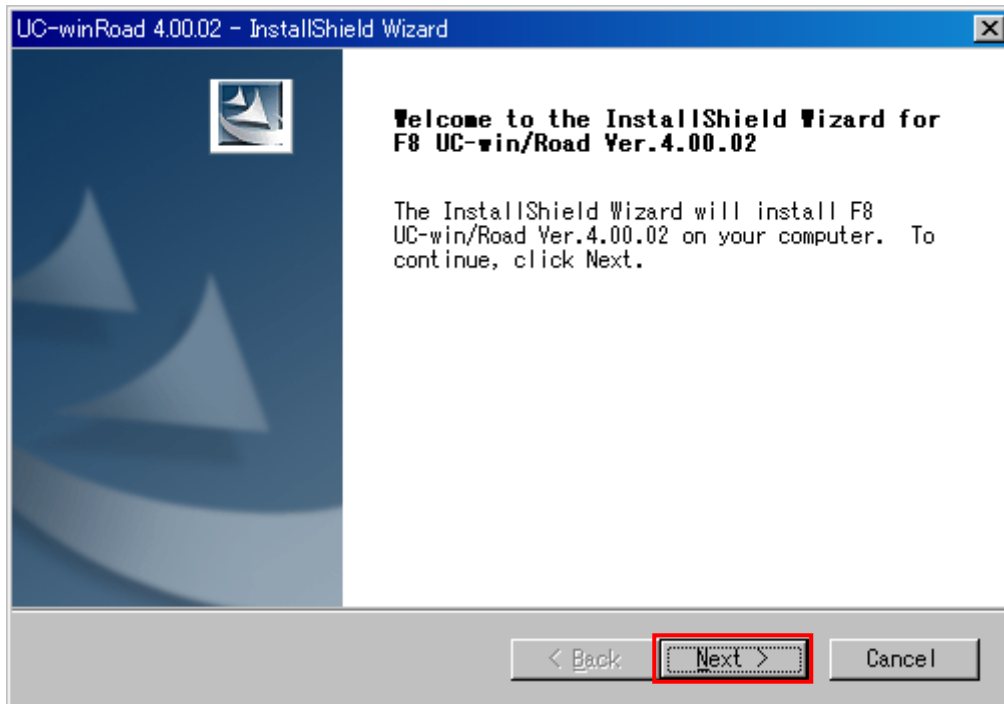 UC-winRoad 4.00.02 - InstallShield Wizard
Welcome to the InstallShield Wizard for
F8 UC-win/Road Ver.4.00.02
The InstallShield Wizard will install F8
UC-win/Road Ver.4.00.02 on your computer.  To
continue, click Next.
< Back
Next >
Cancel